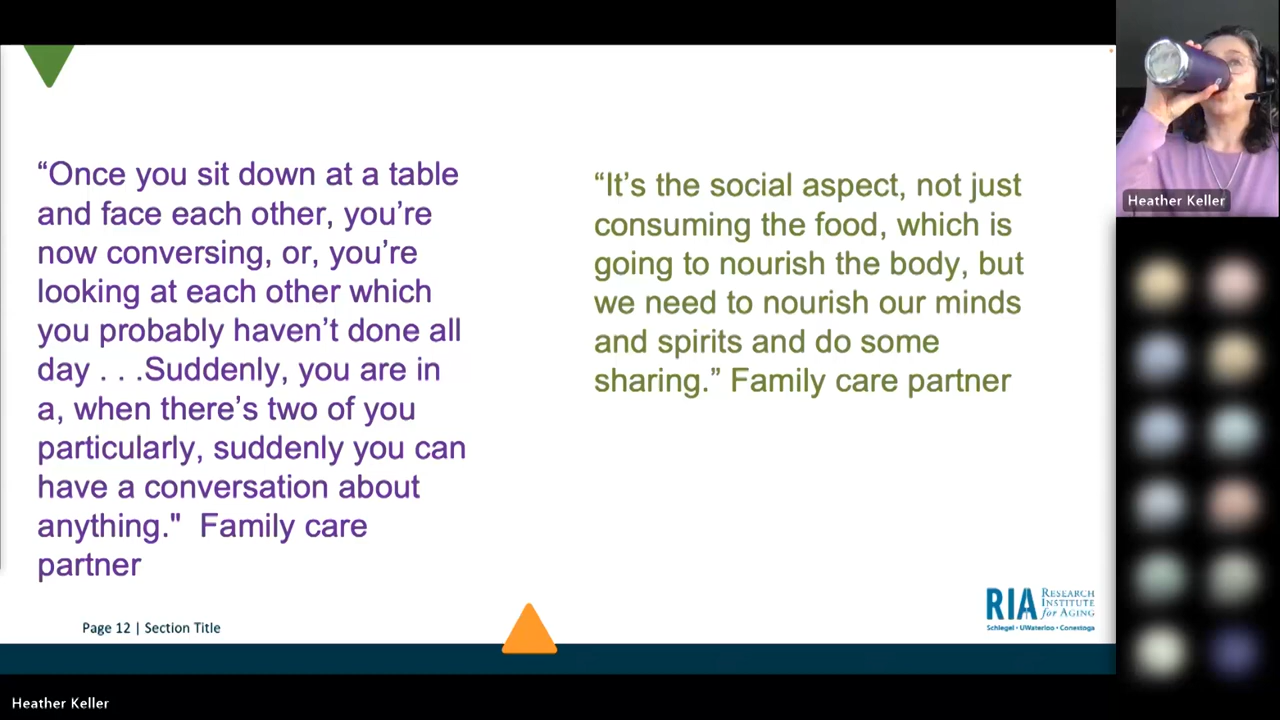 “Once you sit down at a table
and face each other, you’re
now conversing, or, you’re
looking at each other which
you probably haven’t done all
day . . .Suddenly, you are in
a, when there’s two of you
particularly, suddenly you can
have a conversation about
anything."  Family care
partner
“It’s the social aspect, not just
consuming the food, which is
going to nourish the body, but
we need to nourish our minds
and spirits and do some
sharing.” Family care partner
Page 12 | Section Title
RIA RESEARCH
INSTITUTE
for AGING
Schlegel • UWaterloo • Conestoga
Heather Keller
Heather Keller